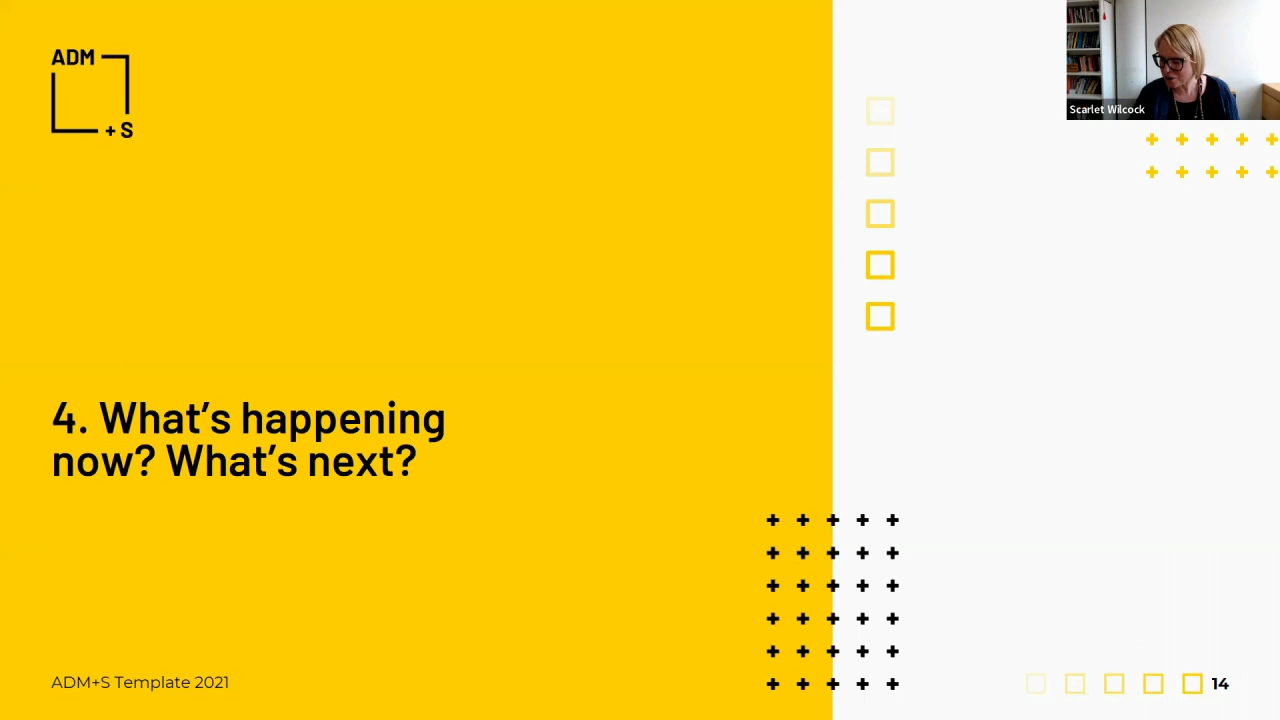 ADM
+ S
Scarlet Wilcock
4. What’s happening
now? What’s next?
ADM+S Template 2021
14